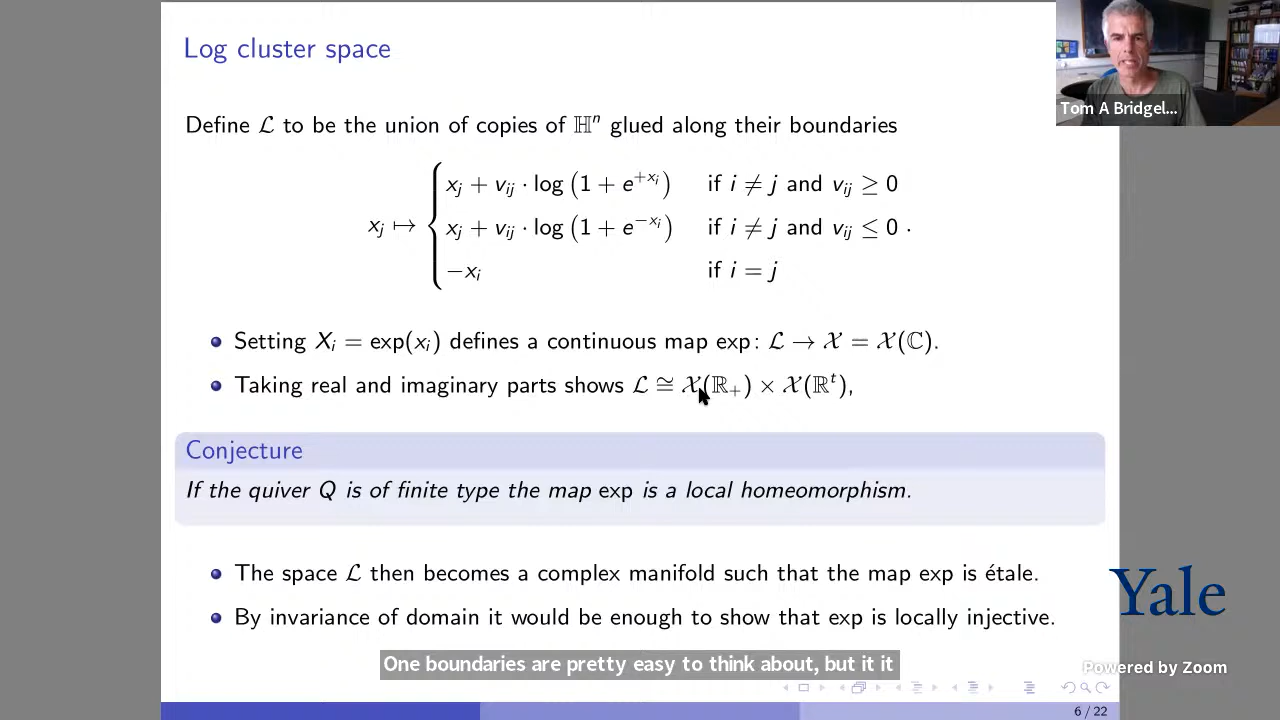 Log cluster space
Tom A Bridgel...
Define ℒ to be the union of copies of ℍⁿ glued along their boundaries
x_j ↦ { x_j + v_ij · log (1 + e^{+x_i}) if i ≠ j and v_ij ≥ 0
x_j + v_ij · log (1 + e^{−x_i}) if i ≠ j and v_ij ≤ 0 .
−x_i if i = j
Setting X_i = exp(x_i) defines a continuous map exp: ℒ → 𝒳 = 𝒳(ℂ).
Taking real and imaginary parts shows ℒ ≅ 𝒳(ℝ₊) × 𝒳(ℝᵗ),
Conjecture
If the quiver Q is of finite type the map exp is a local homeomorphism.
The space ℒ then becomes a complex manifold such that the map exp is étale.
By invariance of domain it would be enough to show that exp is locally injective.
Yale
One boundaries are pretty easy to think about, but it it
Powered by Zoom
6 / 22